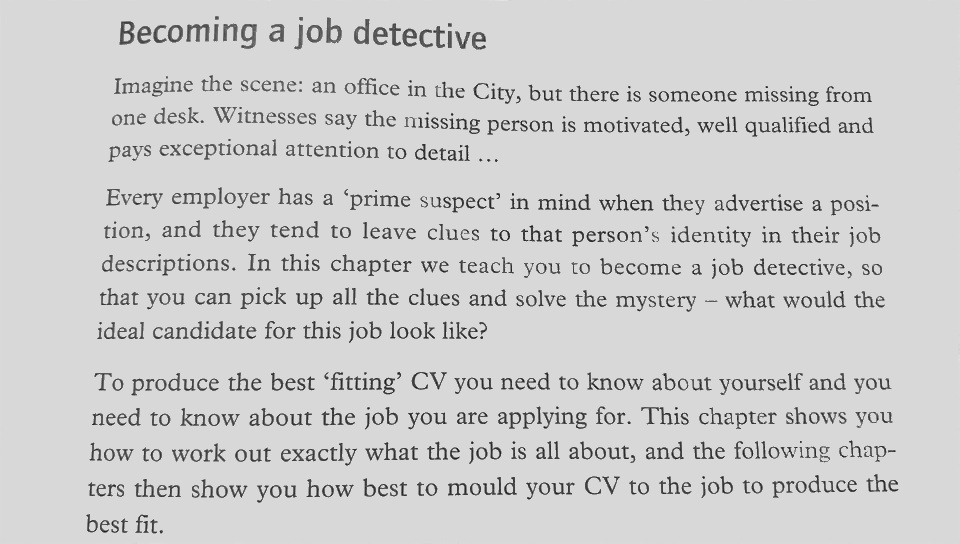 Becoming a job detective
Imagine the scene: an office in the City, but there is someone missing from
one desk. Witnesses say the missing person is motivated, well qualified and
pays exceptional attention to detail …
Every employer has a ‘prime suspect’ in mind when they advertise a posi-
tion, and they tend to leave clues to that person’s identity in their job
descriptions. In this chapter we teach you to become a job detective, so
that you can pick up all the clues and solve the mystery – what would the
ideal candidate for this job look like?
To produce the best ‘fitting’ CV you need to know about yourself and you
need to know about the job you are applying for. This chapter shows you
how to work out exactly what the job is all about, and the following chap-
ters then show you how best to mould your CV to the job to produce the
best fit.